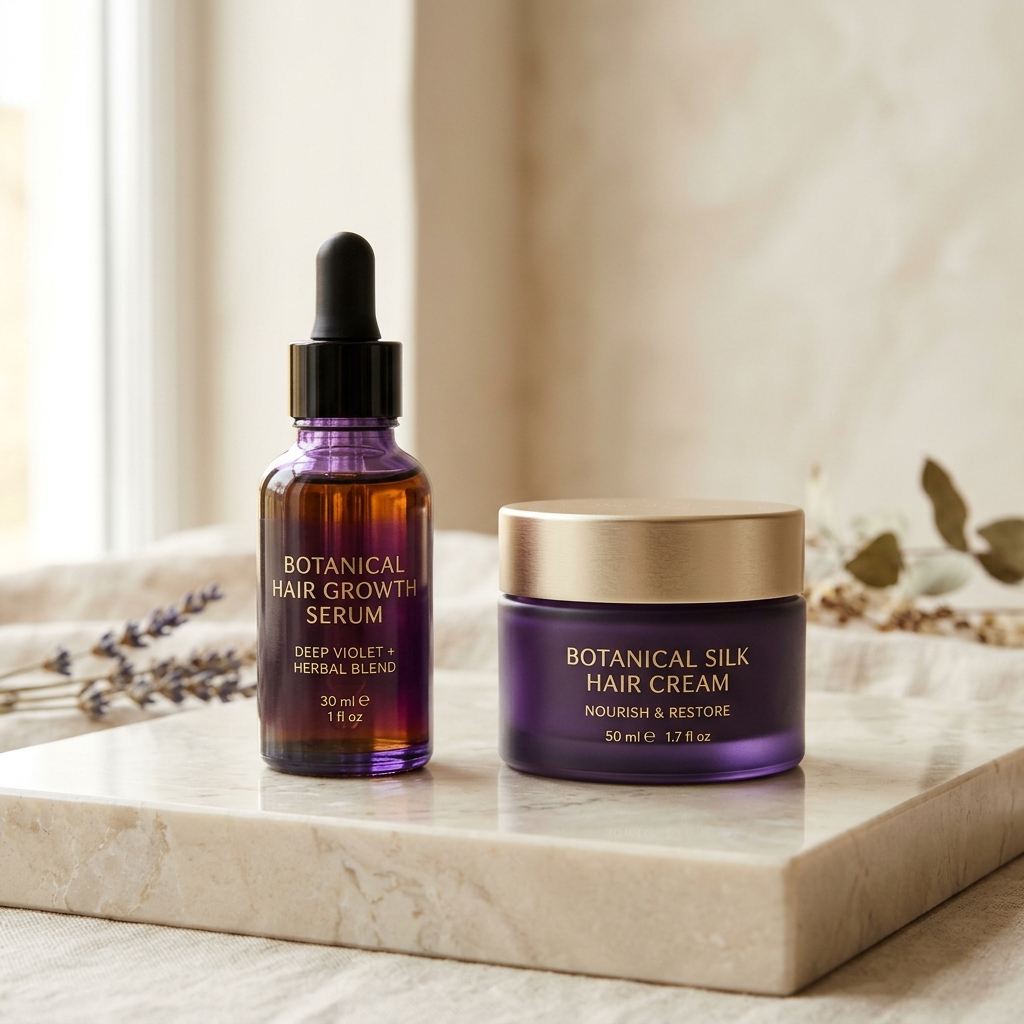 BOTANICAL
HAIR GROWTH
SERUM
DEEP VIOLET +
HERBAL BLEND
30 ml ℮
1 fl oz
BOTANICAL SILK
HAIR CREAM
NOURISH & RESTORE
50 ml ℮ 1.7 fl oz